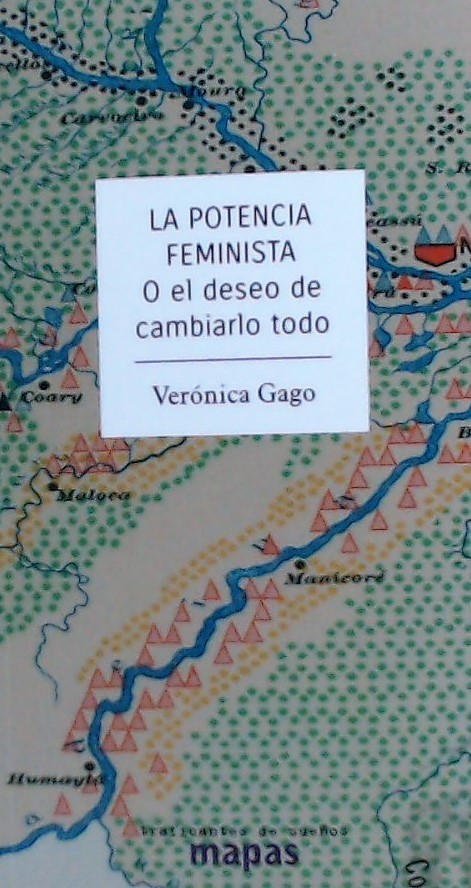 Carvoeiro
Moura
S. R
LA POTENCIA
FEMINISTA
O el deseo de
cambiarlo todo
Verónica Gago
Coary
Maloca
Manicoré
Humaytá
traficantes de sueños
mapas
Co